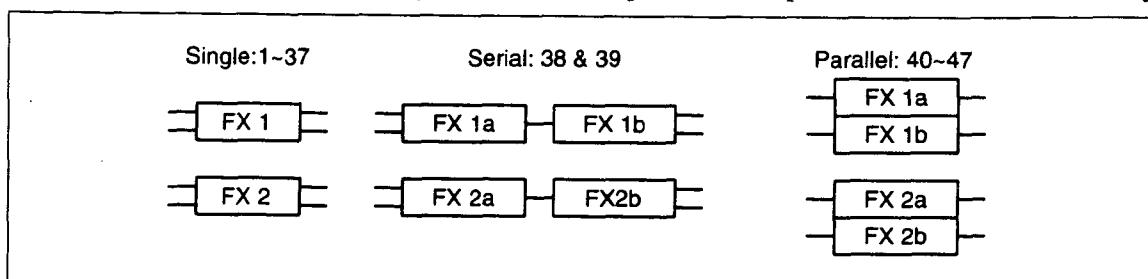 Single:1~37
Serial: 38 & 39
Parallel: 40~47
FX 1
FX 1a
FX 1b
FX 1a
FX 1b
FX 2
FX 2a
FX2b
FX 2a
FX 2b